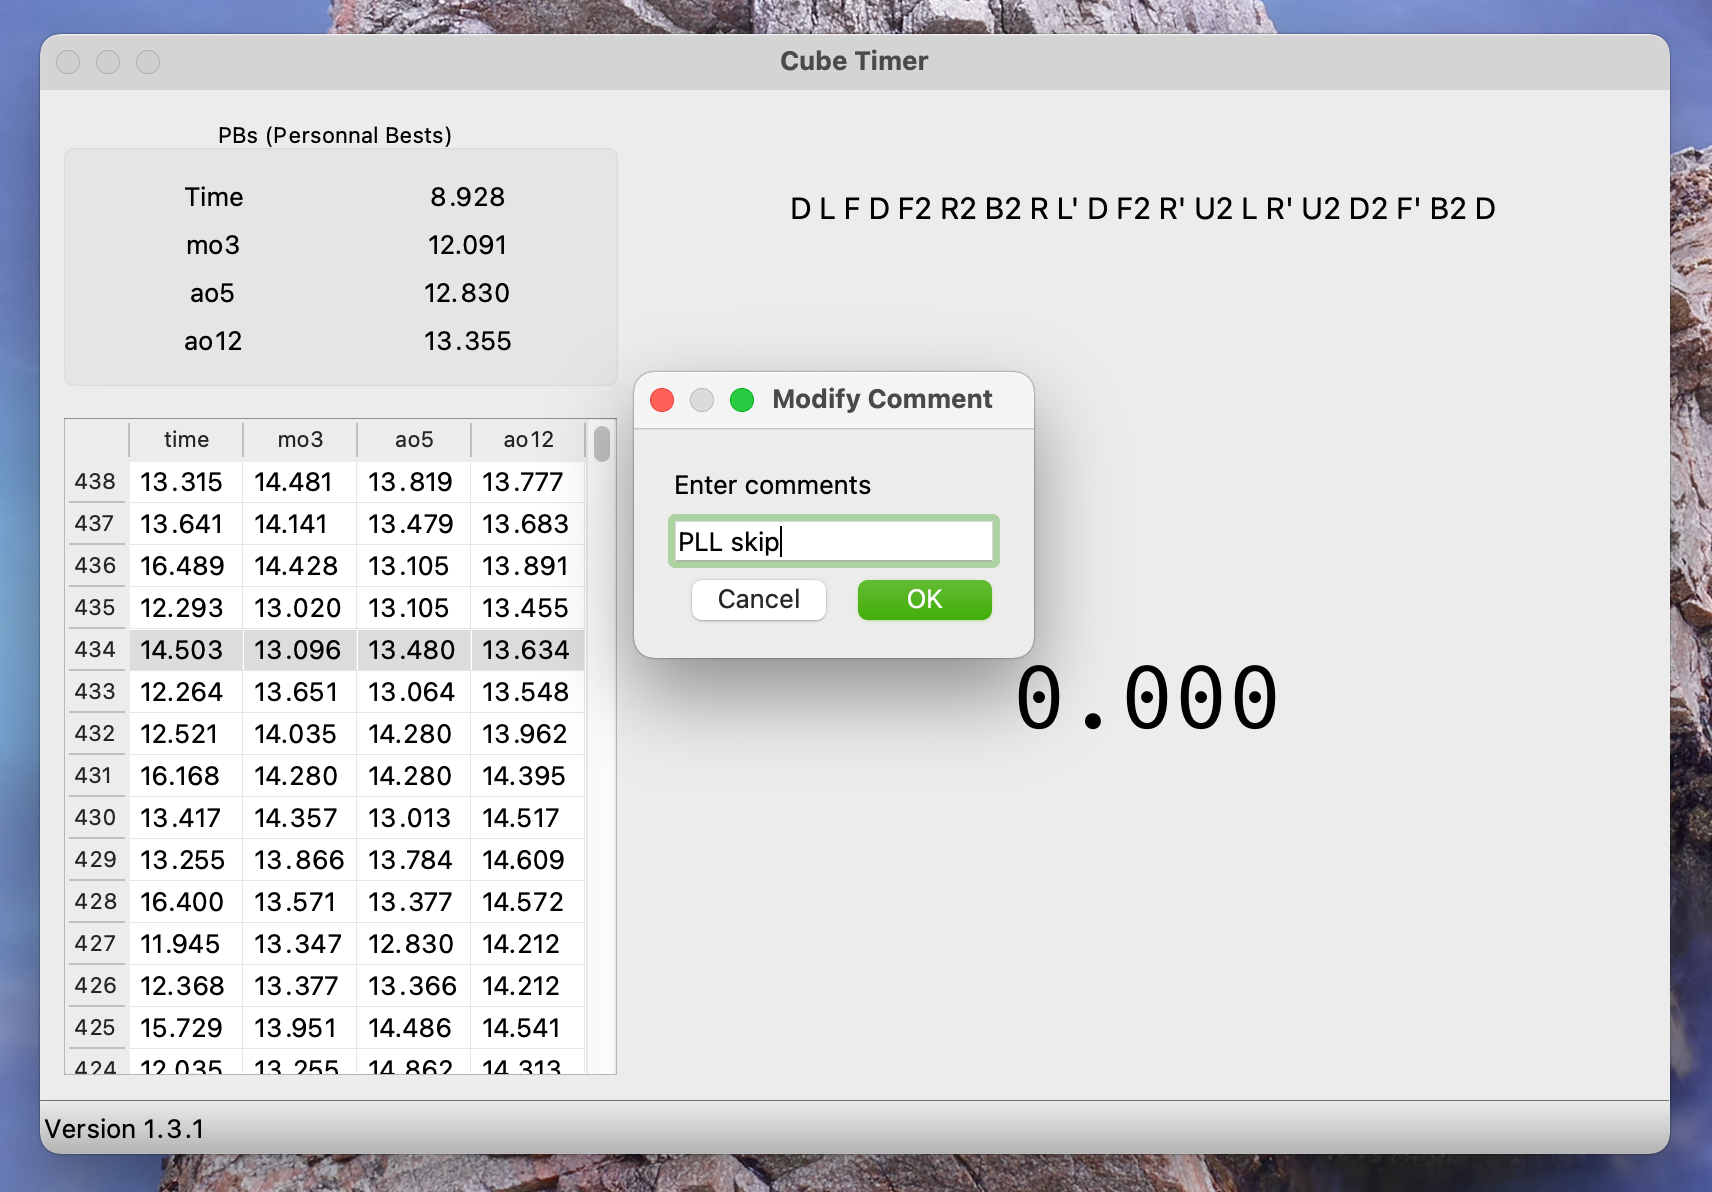 Cube Timer
PBs (Personnal Bests)
Time 8.928
mo3 12.091
ao5 12.830
ao12 13.355
D L F D F2 R2 B2 R L' D F2 R' U2 L R' U2 D2 F' B2 D
time mo3 ao5 ao12
438 13.315 14.481 13.819 13.777
437 13.641 14.141 13.479 13.683
436 16.489 14.428 13.105 13.891
435 12.293 13.020 13.105 13.455
434 14.503 13.096 13.480 13.634
433 12.264 13.651 13.064 13.548
432 12.521 14.035 14.280 13.962
431 16.168 14.280 14.280 14.395
430 13.417 14.357 13.013 14.517
429 13.255 13.866 13.784 14.609
428 16.400 13.571 13.377 14.572
427 11.945 13.347 12.830 14.212
426 12.368 13.377 13.366 14.212
425 15.729 13.951 14.486 14.541
424 12.035 13.255 14.862 14.313
Modify Comment
Enter comments
PLL skip
Cancel OK
0.000
Version 1.3.1